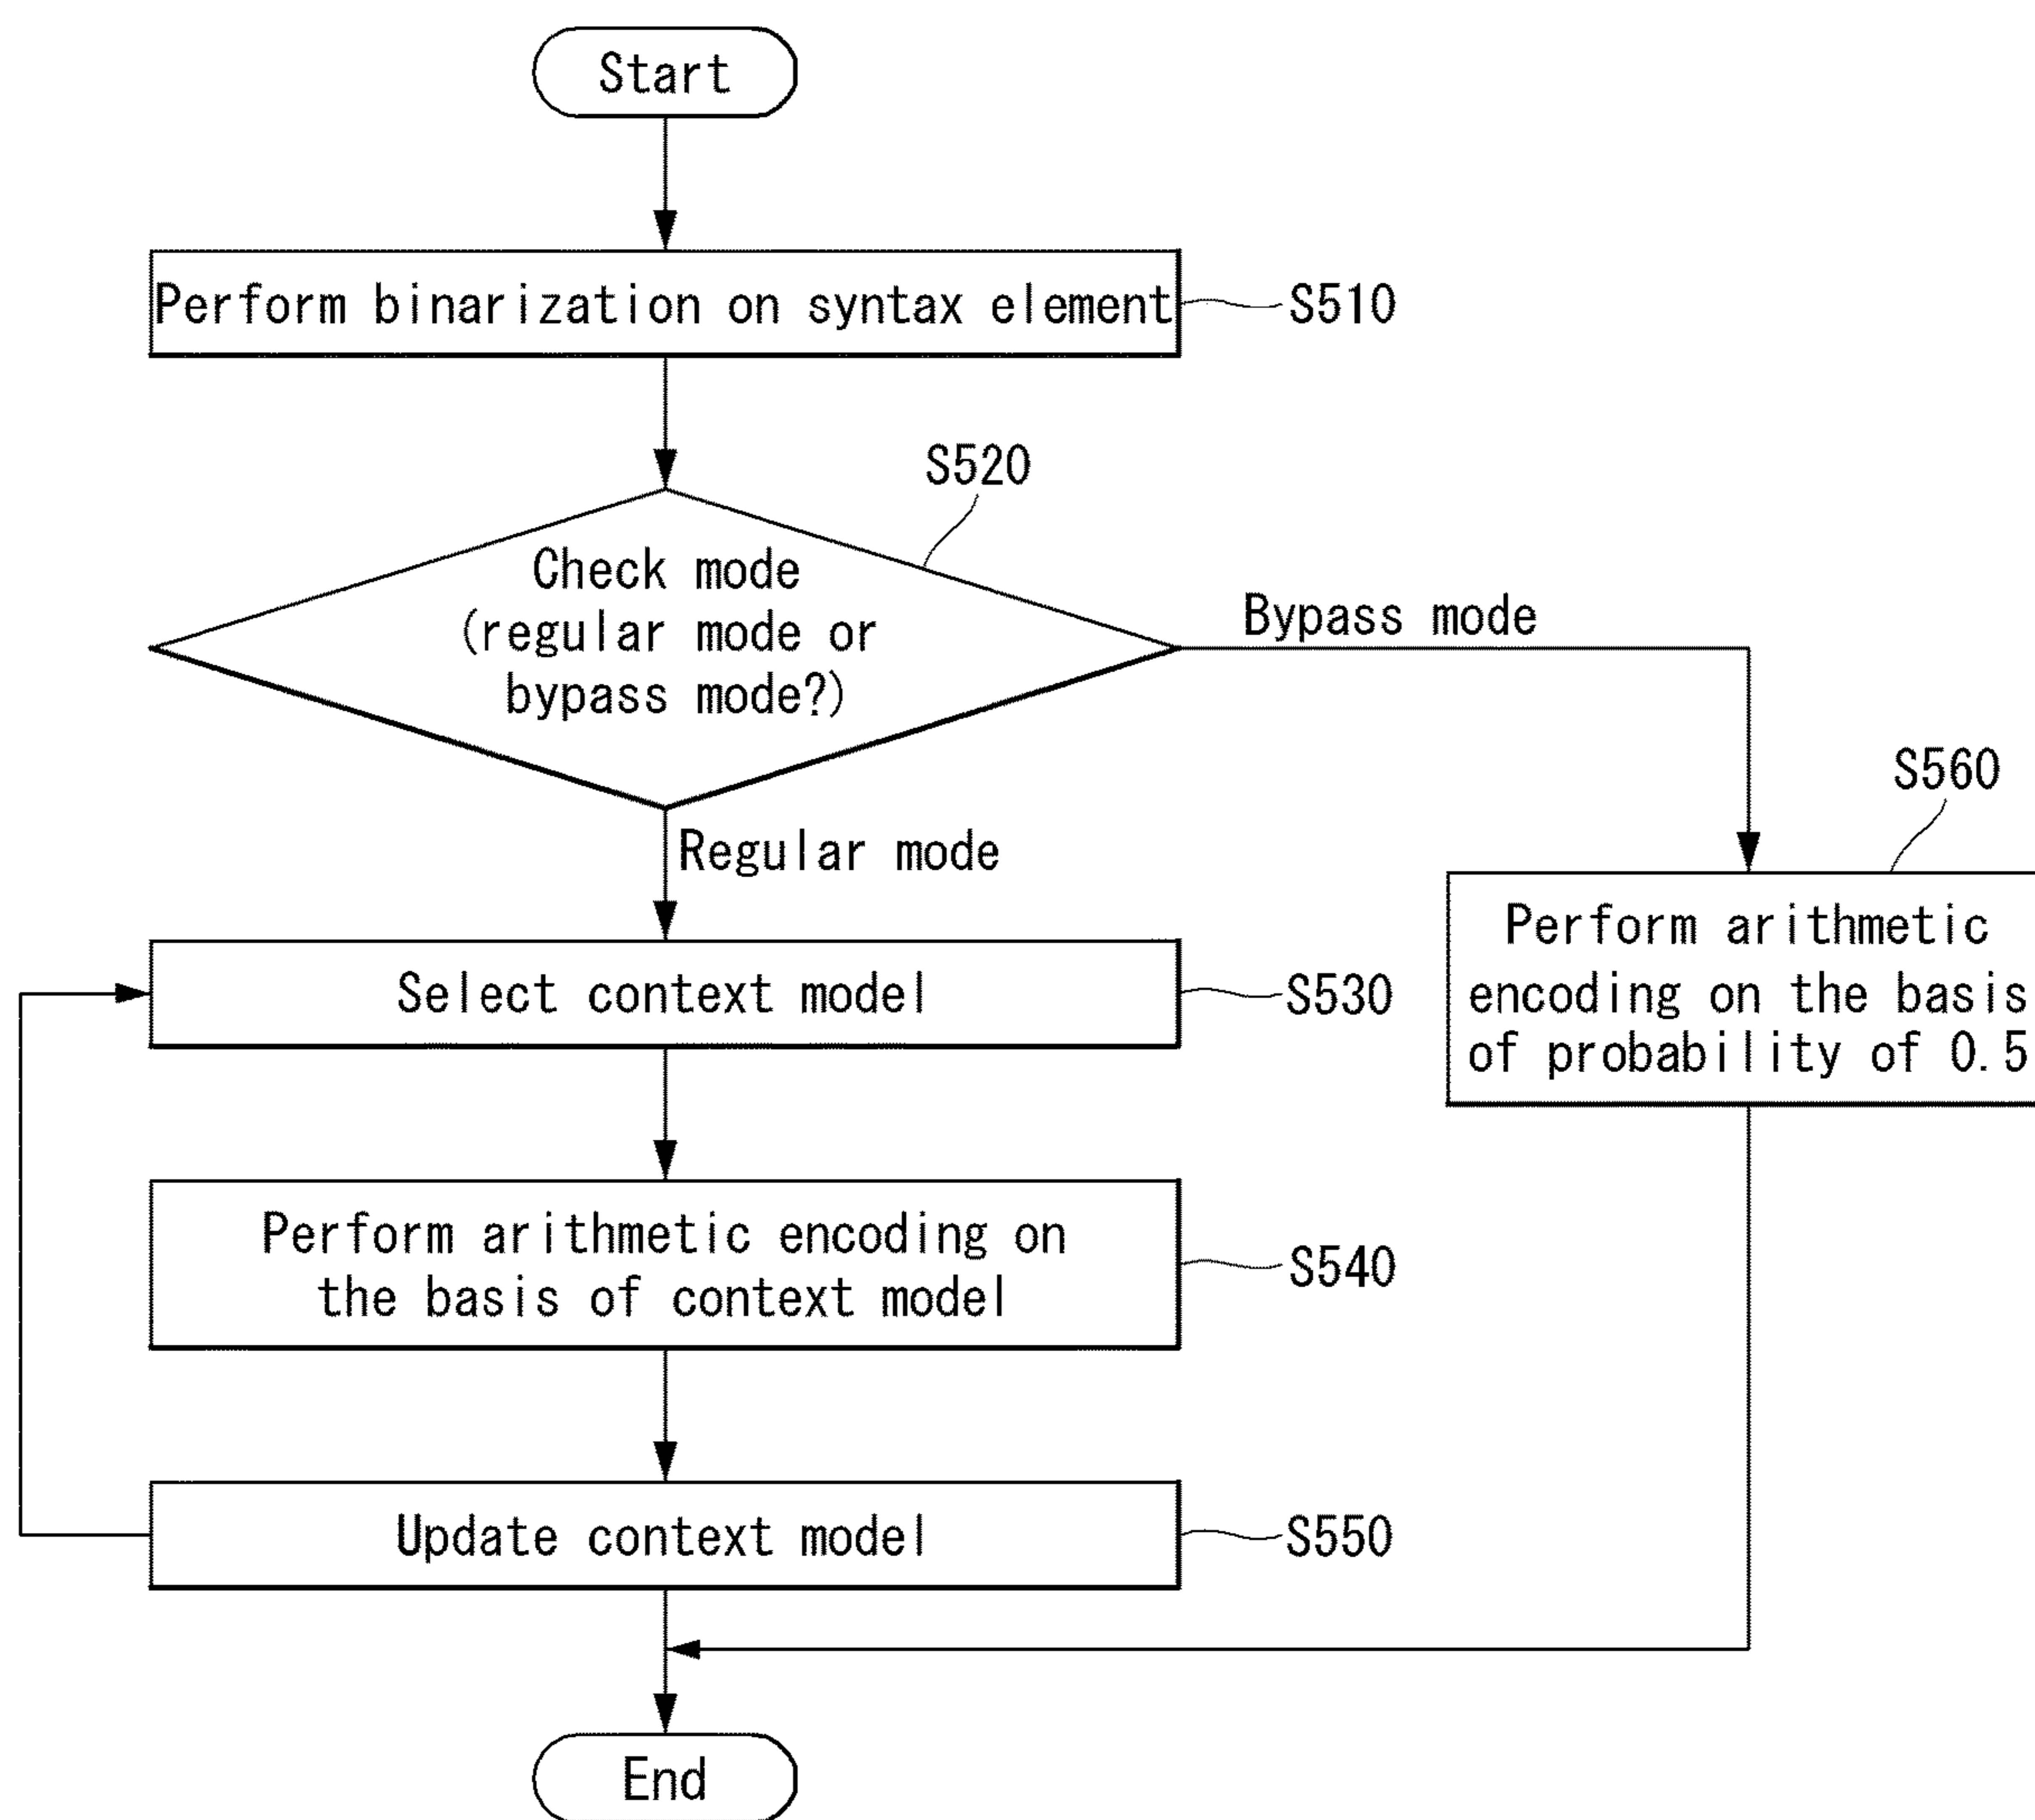 Start
Perform binarization on syntax element
S510
S520
Check mode
(regular mode or
bypass mode?)
Bypass mode
Regular mode
S560
Perform arithmetic
encoding on the basis
of probability of 0.5
Select context model
S530
Perform arithmetic encoding on
the basis of context model
S540
Update context model
S550
End